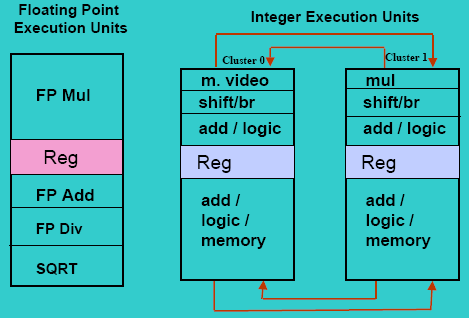 Floating Point
Execution Units
FP Mul
Reg
FP Add
FP Div
SQRT
Integer Execution Units
Cluster 0
m. video
shift/br
add / logic
Reg
add /
logic /
memory
Cluster 1
mul
shift/br
add / logic
Reg
add /
logic /
memory